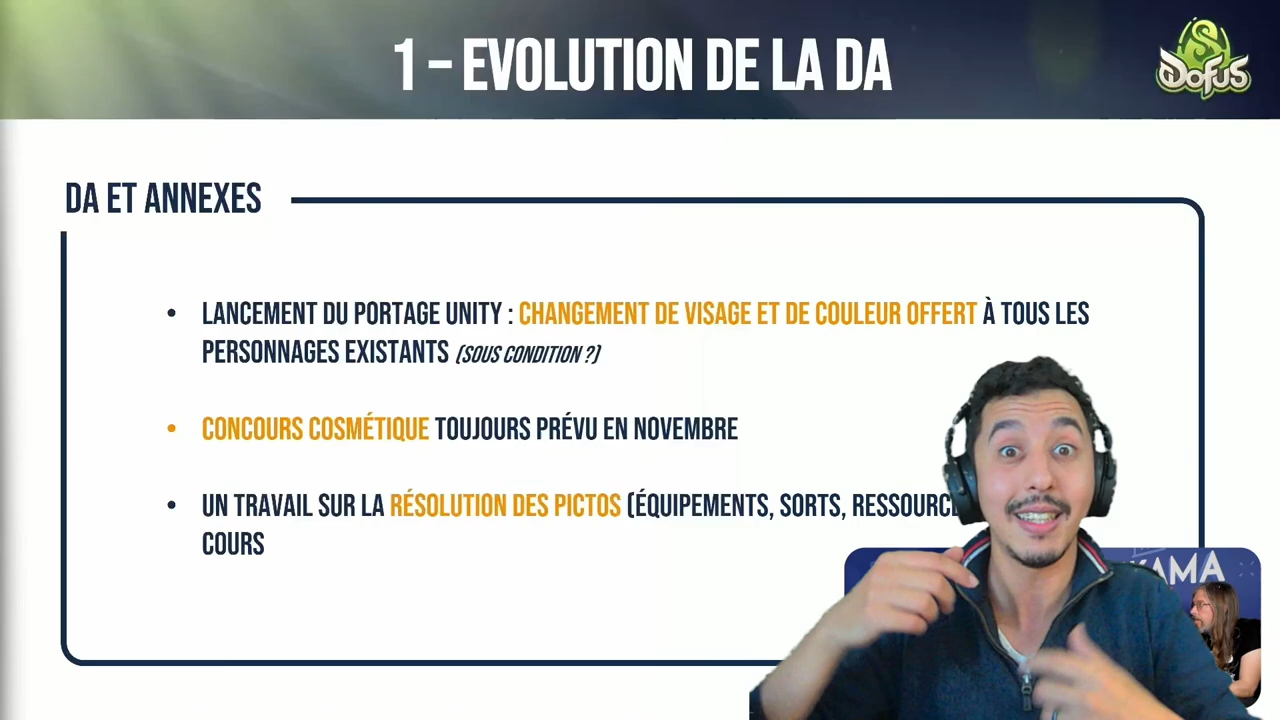 1 – EVOLUTION DE LA DA
DOFUS
DA ET ANNEXES
• LANCEMENT DU PORTAGE UNITY : CHANGEMENT DE VISAGE ET DE COULEUR OFFERT À TOUS LES
PERSONNAGES EXISTANTS (SOUS CONDITION ?)
• CONCOURS COSMÉTIQUE TOUJOURS PRÉVU EN NOVEMBRE
• UN TRAVAIL SUR LA RÉSOLUTION DES PICTOS (ÉQUIPEMENTS, SORTS,
COURS